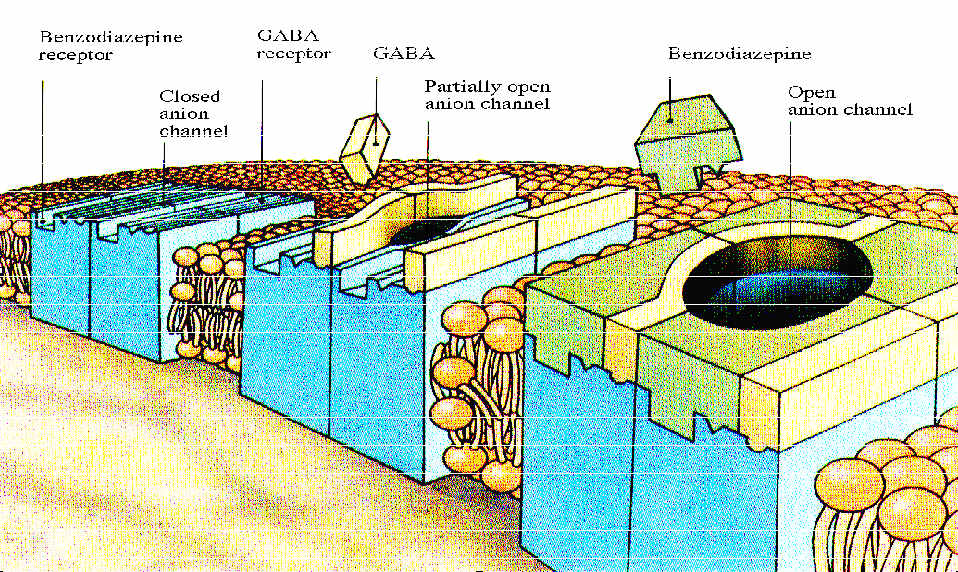 Benzodiazepine
receptor
Closed
anion
channel
GABA
receptor
GABA
Partially open
anion channel
Benzodiazepine
Open
anion channel